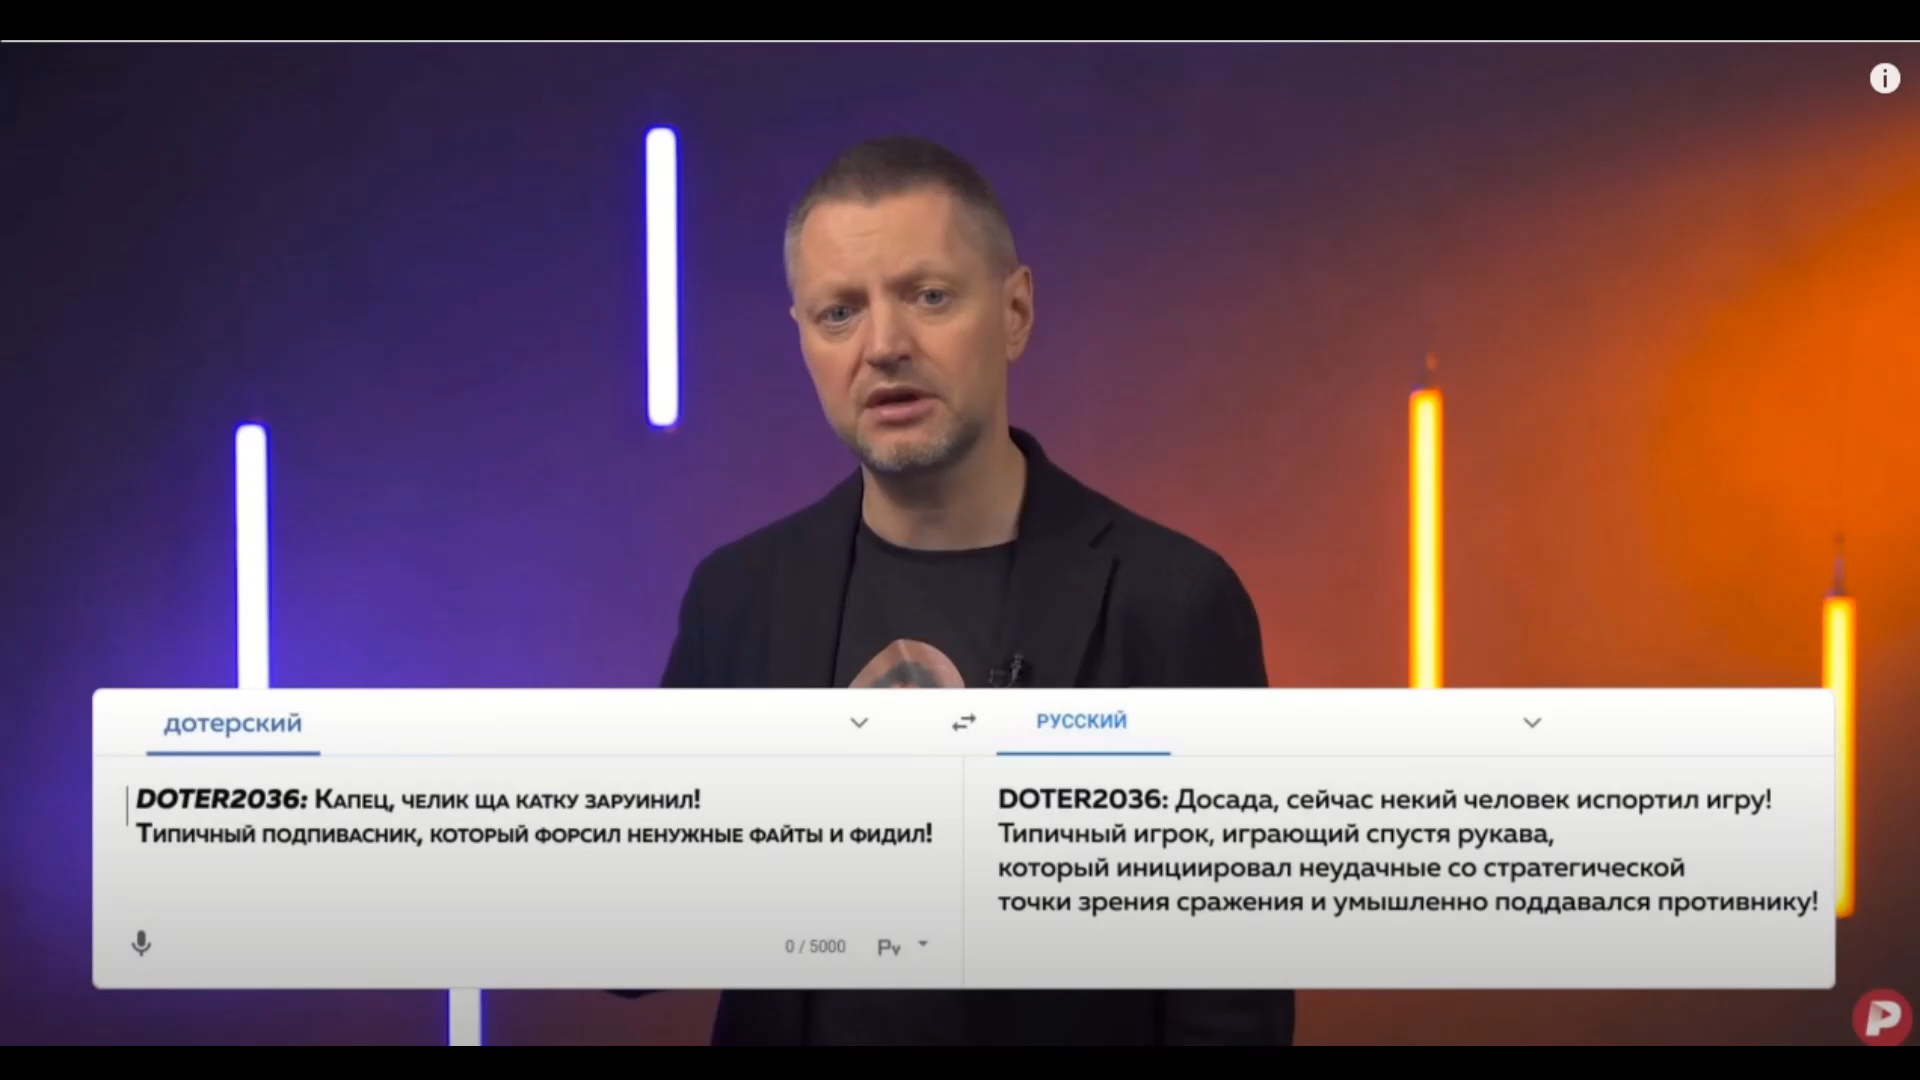 дотерский
РУССКИЙ
DOTER2036: Капец, челик ща катку заруинил!
Типичный подпивасник, который форсил ненужные файты и фидил!
0 / 5000
Ру
DOTER2036: Досада, сейчас некий человек испортил игру!
Типичный игрок, играющий спустя рукава,
который инициировал неудачные со стратегической
точки зрения сражения и умышленно поддавался противнику!
P